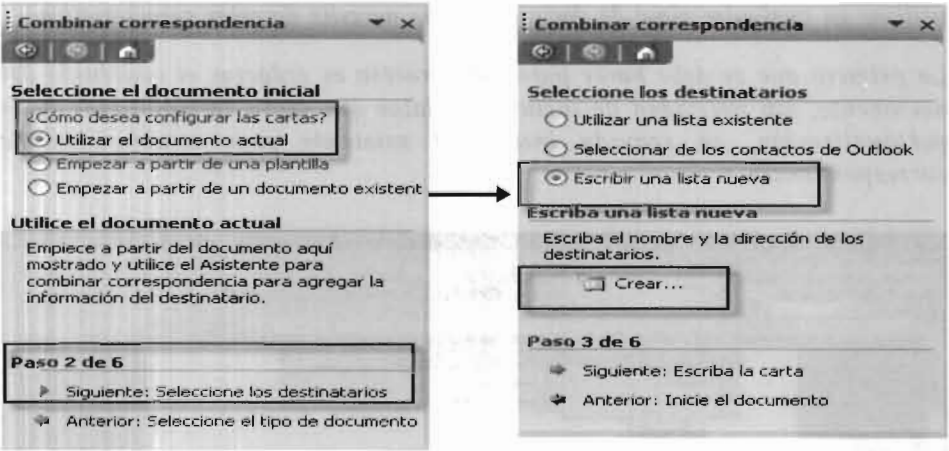 Combinar correspondencia
Seleccione el documento inicial
¿Cómo desea configurar las cartas?
Utilizar el documento actual
Empezar a partir de una plantilla
Empezar a partir de un documento existent
Utilice el documento actual
Empiece a partir del documento aquí
mostrado y utilice el Asistente para
combinar correspondencia para agregar la
información del destinatario.
Paso 2 de 6
Siguiente: Seleccione los destinatarios
Anterior: Seleccione el tipo de documento
Combinar correspondencia
Seleccione los destinatarios
Utilizar una lista existente
Seleccionar de los contactos de Outlook
Escribir una lista nueva
Escriba una lista nueva
Escriba el nombre y la dirección de los
destinatarios.
Crear...
Paso 3 de 6
Siguiente: Escriba la carta
Anterior: Inicie el documento